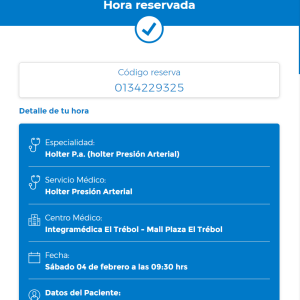 Hora reservada
Código reserva
0134229325
Detalle de tu hora
Especialidad:
Holter P.a. (holter Presión Arterial)
Servicio Médico:
Holter Presión Arterial
Centro Médico:
Integramédica El Trébol - Mall Plaza El Trébol
Fecha:
Sábado 04 de febrero a las 09:30 hrs
Datos del Paciente: